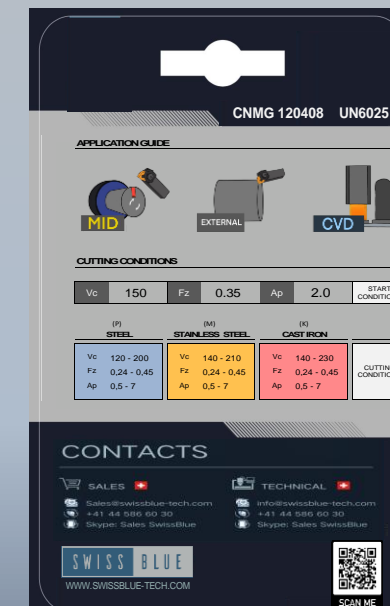 CNMG 120408 UN6025
APPLICATION GUIDE
MID
EXTERNAL
CVD
CUTTING CONDITIONS
Vc 150 Fz 0.35 Ap 2.0
(P)
STEEL
Vc 120 - 200
Fz 0,24 - 0,45
Ap 0,5 - 7
(M)
STAINLESS STEEL
Vc 140 - 210
Fz 0,24 - 0,45
Ap 0,5 - 7
(K)
CAST IRON
Vc 140 - 230
Fz 0,24 - 0,45
Ap 0,5 - 7
CONTACTS
SALES
Sales@swissblue-tech.com
+41 44 586 60 30
Skype: Sales SwissBlue
TECHNICAL
info@swissblue-tech.com
+41 44 586 60 30
Skype: Sales SwissBlue
SWISS BLUE
WWW.SWISSBLUE-TECH.COM
SCAN ME